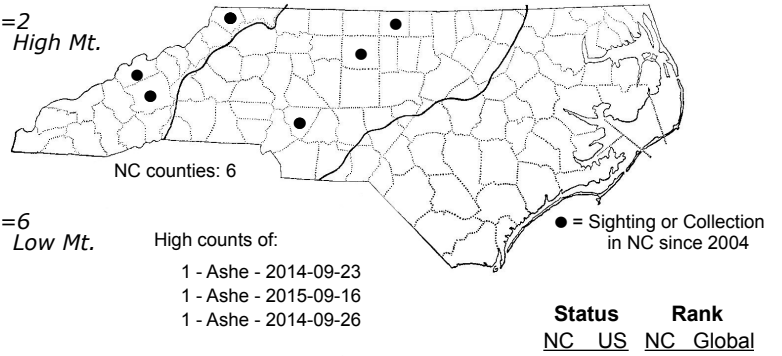 =2
High Mt.
NC counties: 6
=6
Low Mt.
High counts of:
1 - Ashe - 2014-09-23
1 - Ashe - 2015-09-16
1 - Ashe - 2014-09-26
● = Sighting or Collection
in NC since 2004
Status Rank
NC US NC Global